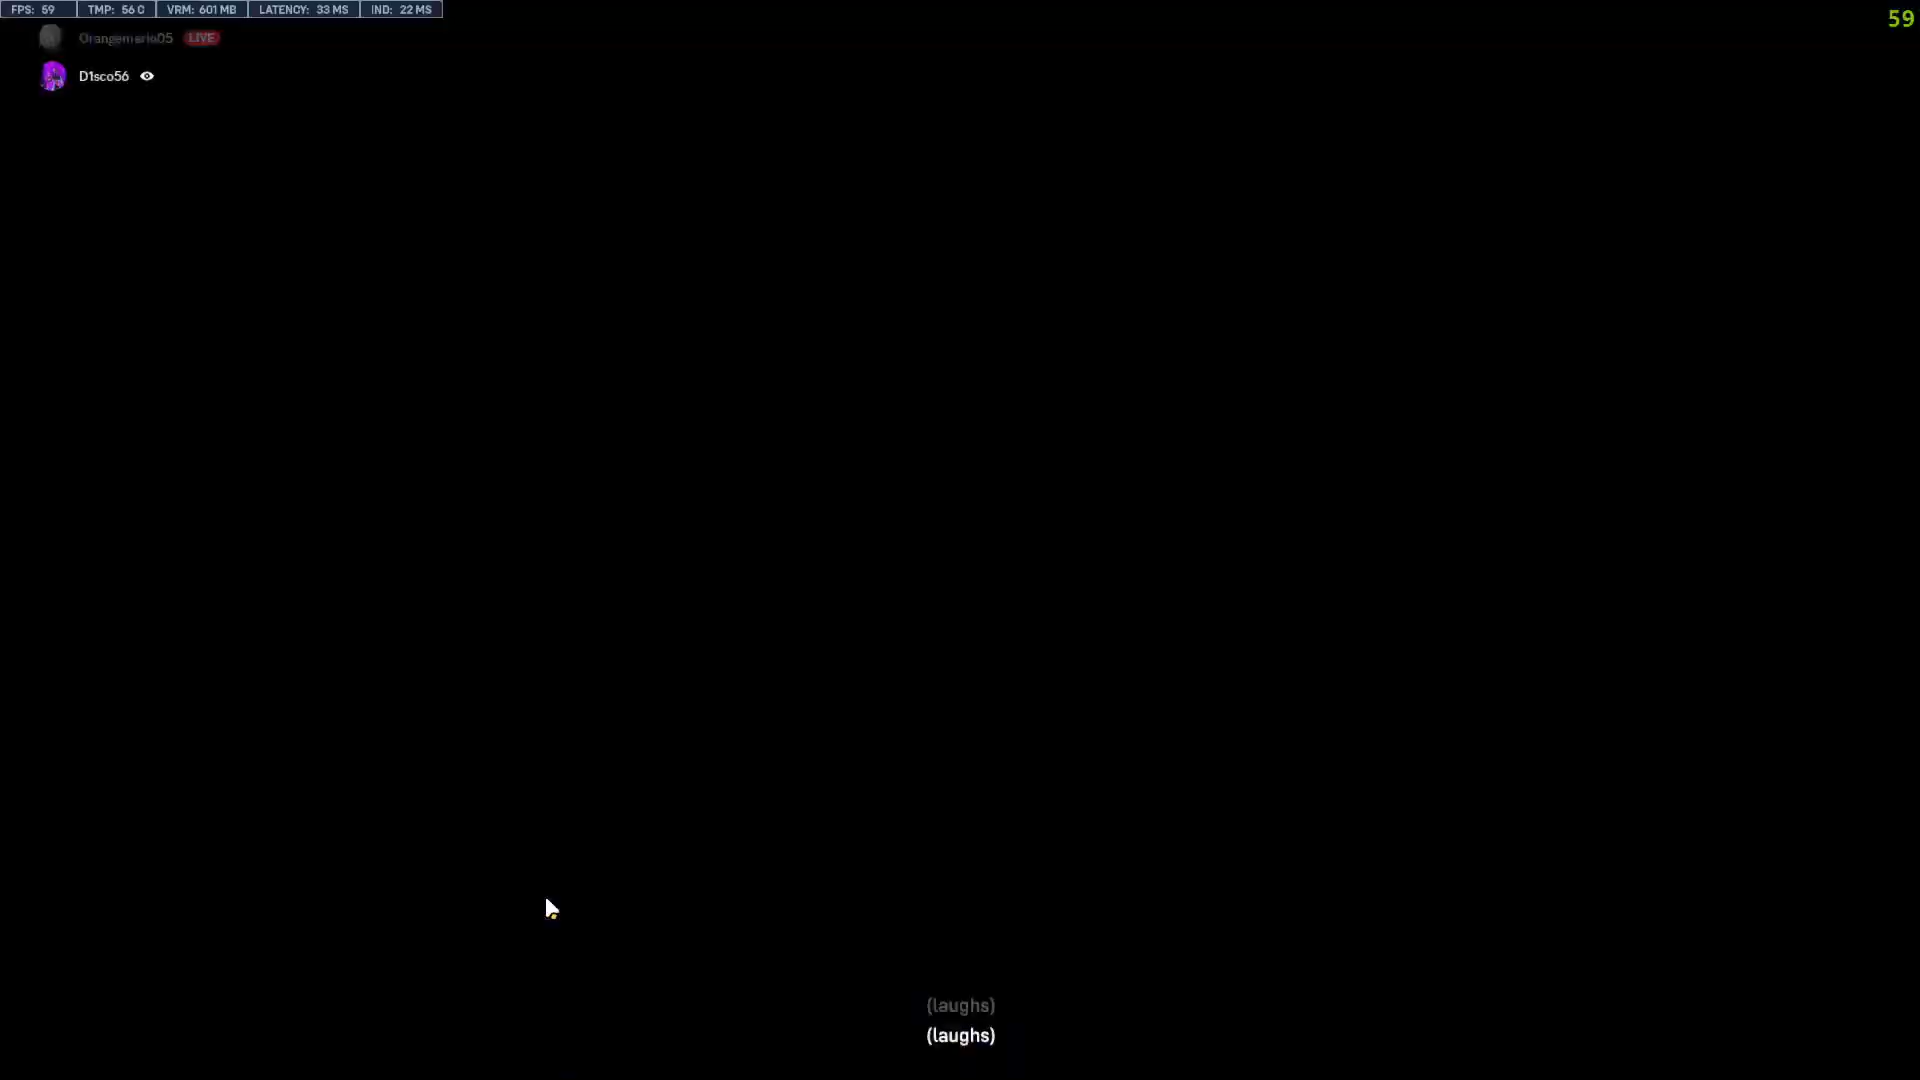 FPS: 59 TMP: 56 C VRM: 601 MB LATENCY: 33 MS IND: 22 MS
59
Orangemario05 LIVE
D1sco56
(laughs)
(laughs)